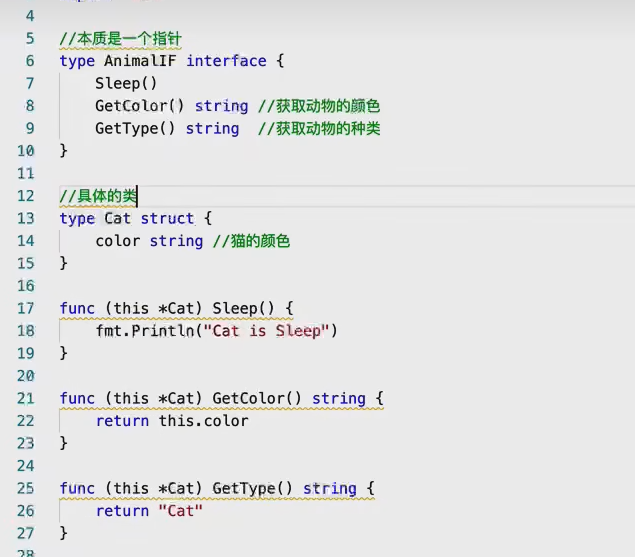 4
5 //本质是一个指针
6 type AnimalIF interface {
7 Sleep()
8 GetColor() string //获取动物的颜色
9 GetType() string //获取动物的种类
10 }
11
12 //具体的类
13 type Cat struct {
14 color string //猫的颜色
15 }
16
17 func (this *Cat) Sleep() {
18 fmt.Println("Cat is Sleep")
19 }
20
21 func (this *Cat) GetColor() string {
22 return this.color
23 }
24
25 func (this *Cat) GetType() string {
26 return "Cat"
27 }
28